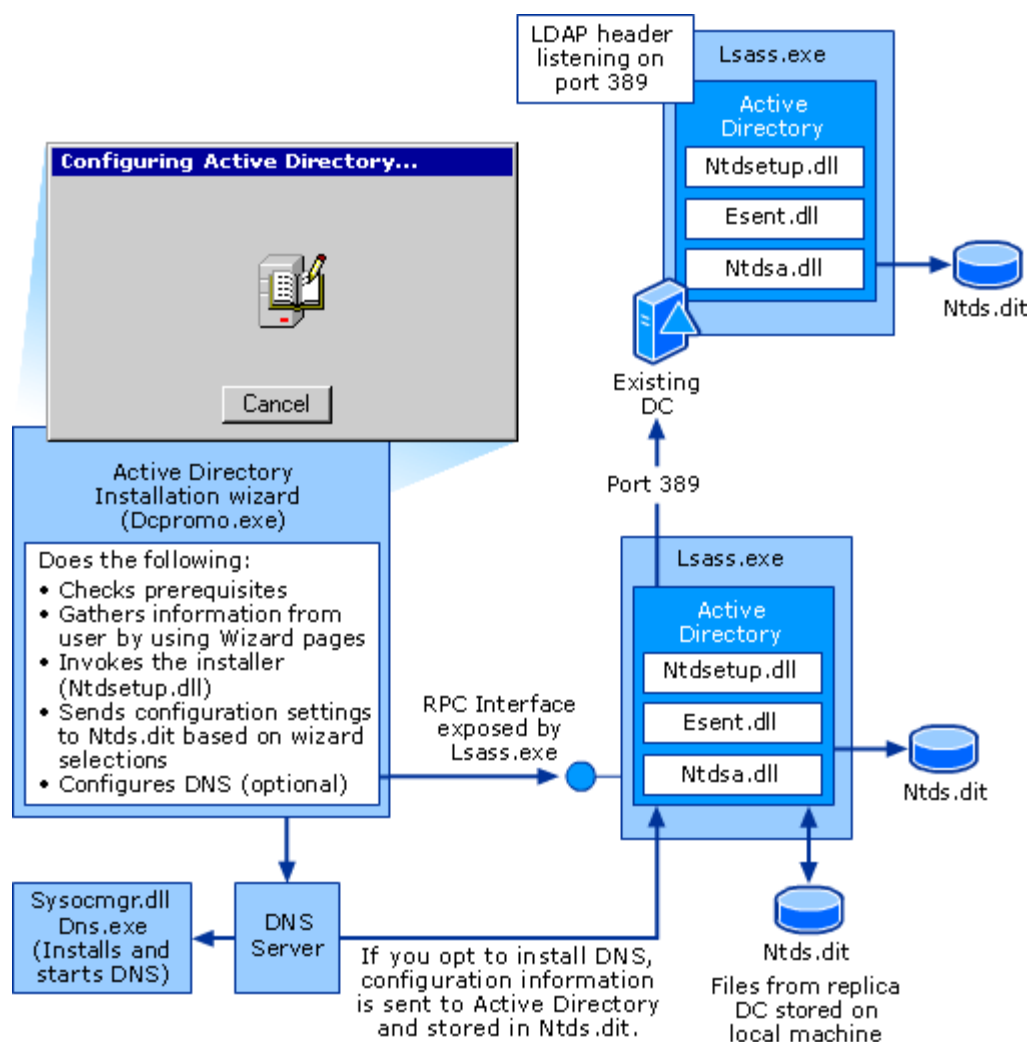 LDAP header
listening on
port 389
Lsass.exe
Active
Directory
Ntdsetup.dll
Esent.dll
Ntdsa.dll
Ntds.dit
Existing
DC
Configuring Active Directory...
Cancel
Active Directory
Installation wizard
(Dcpromo.exe)
Does the following:
• Checks prerequisites
• Gathers information from
user by using Wizard pages
• Invokes the installer
(Ntdsetup.dll)
• Sends configuration settings
to Ntds.dit based on wizard
selections
• Configures DNS (optional)
Port 389
RPC Interface
exposed by
Lsass.exe
Lsass.exe
Active
Directory
Ntdsetup.dll
Esent.dll
Ntdsa.dll
Ntds.dit
Sysocmgr.dll
Dns.exe
(Installs and
starts DNS)
DNS
Server
If you opt to install DNS,
configuration information
is sent to Active Directory
and stored in Ntds.dit.
Ntds.dit
Files from replica
DC stored on
local machine